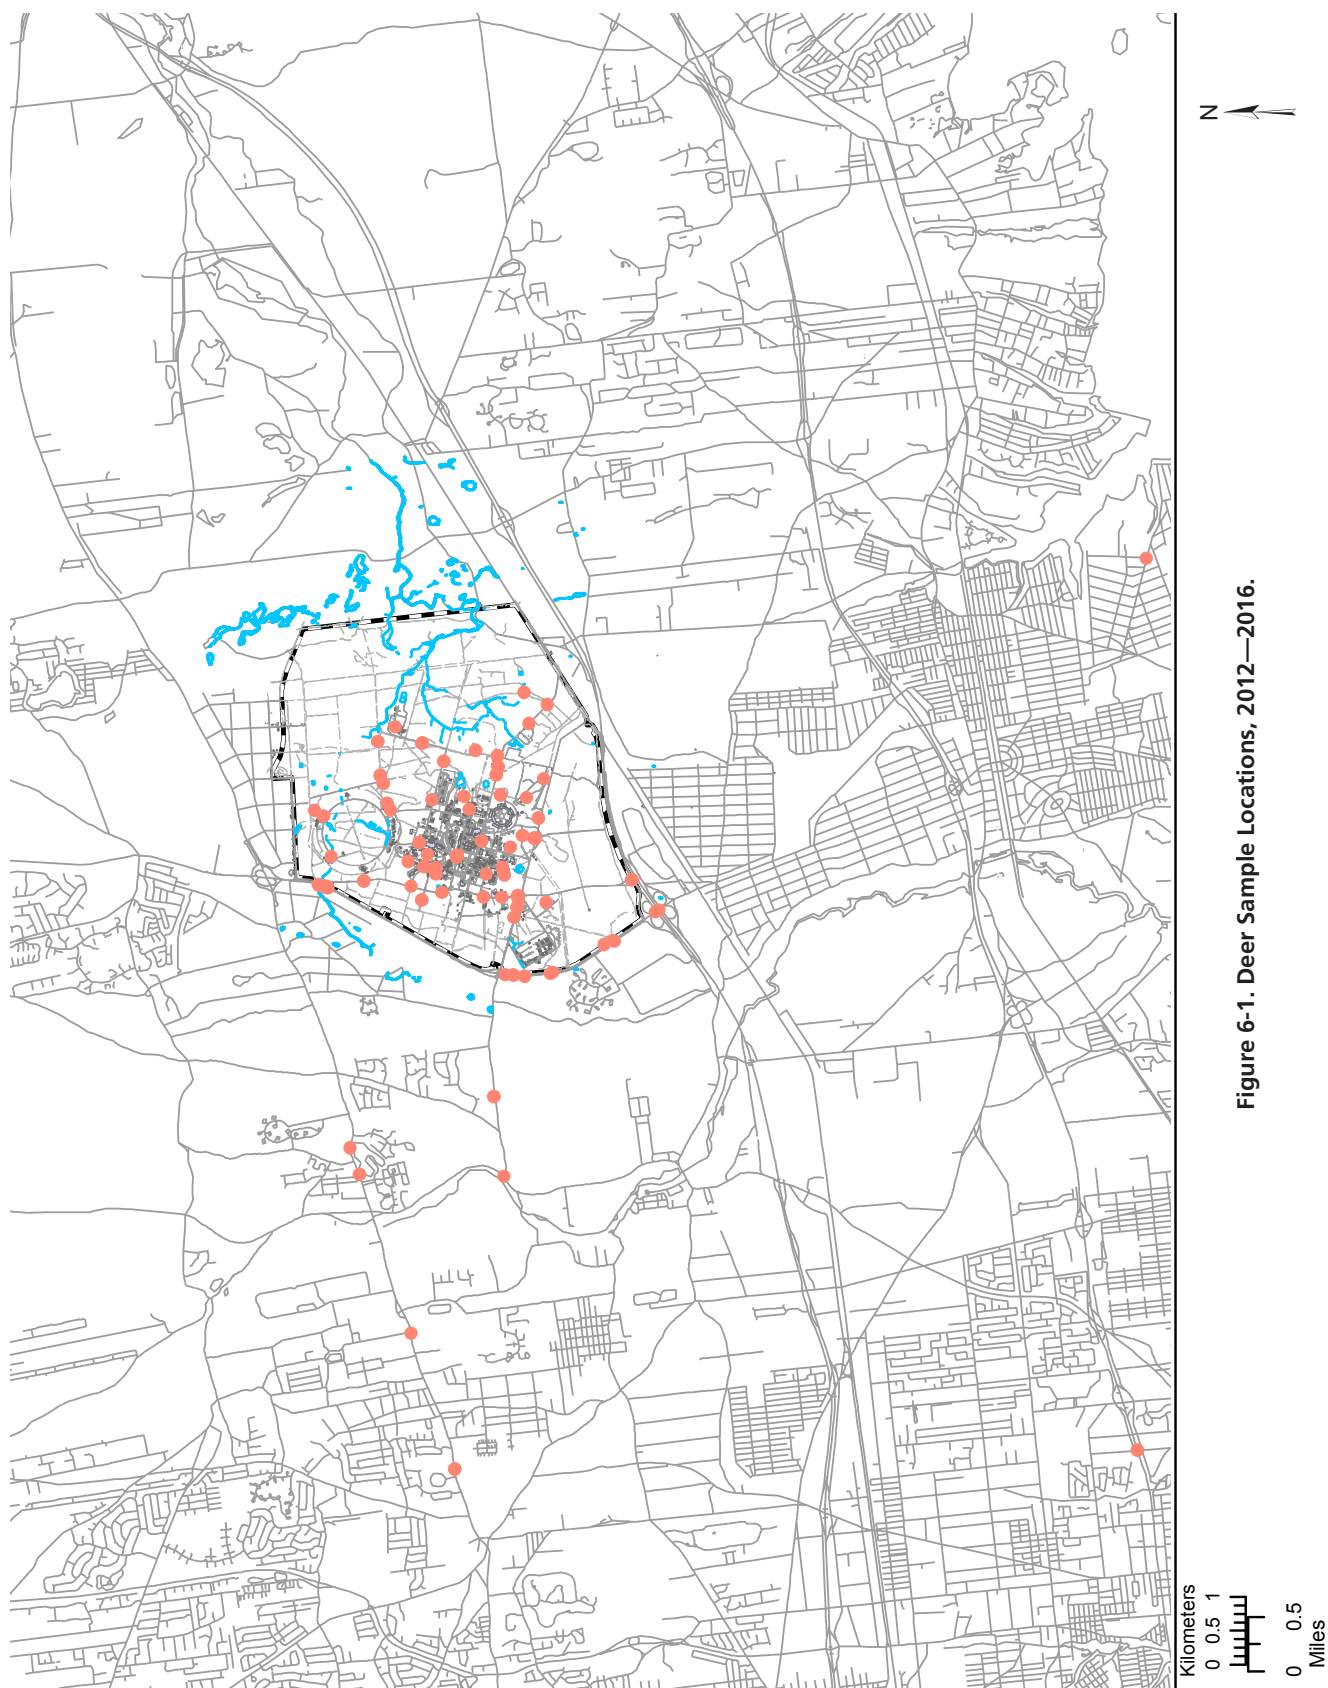 N
Figure 6-1. Deer Sample Locations, 2012—2016.
Kilometers
0 0.5 1
0 0.5
Miles